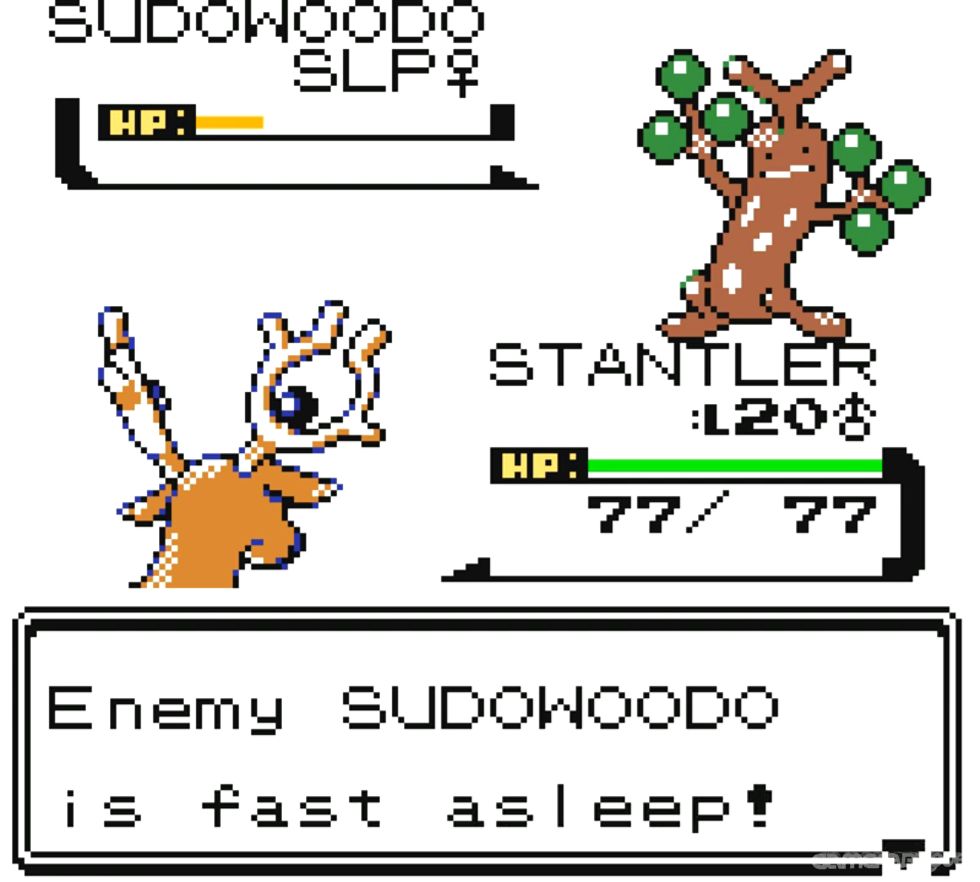 SUDOWOODO
SLP♀
HP:
STANTLER
:L20♂
HP:
77/ 77
Enemy SUDOWOODO
is fast asleep!